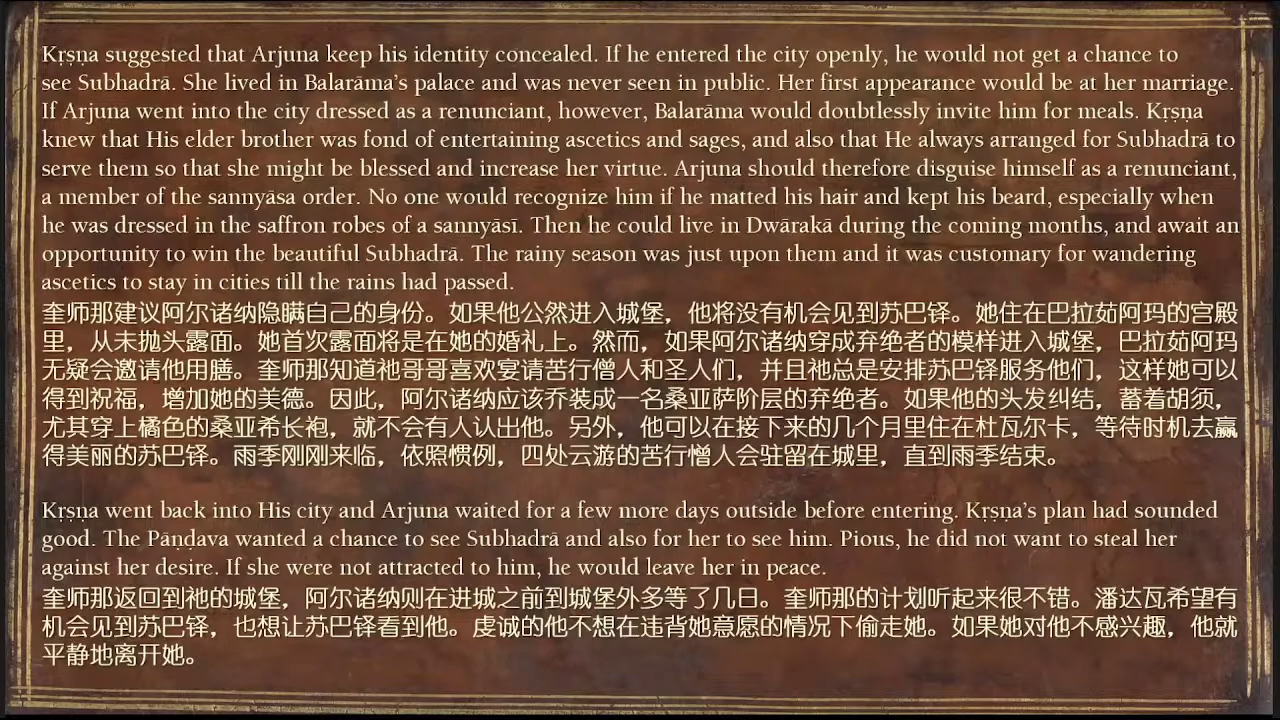 Kṛṣṇa suggested that Arjuna keep his identity concealed. If he entered the city openly, he would not get a chance to
see Subhadrā. She lived in Balarāma's palace and was never seen in public. Her first appearance would be at her marriage.
If Arjuna went into the city dressed as a renunciant, however, Balarāma would doubtlessly invite him for meals. Kṛṣṇa
knew that His elder brother was fond of entertaining ascetics and sages, and also that He always arranged for Subhadrā to
serve them so that she might be blessed and increase her virtue. Arjuna should therefore disguise himself as a renunciant,
a member of the sannyāsa order. No one would recognize him if he matted his hair and kept his beard, especially when
he was dressed in the saffron robes of a sannyāsī. Then he could live in Dwārakā during the coming months, and await an
opportunity to win the beautiful Subhadrā. The rainy season was just upon them and it was customary for wandering
ascetics to stay in cities till the rains had passed.
奎师那建议阿尔诸纳隐瞒自己的身份。如果他公然进入城堡，他将没有机会见到苏巴铎。她住在巴拉茹阿玛的宫殿
里，从未抛头露面。她首次露面将是在她的婚礼上。然而，如果阿尔诸纳穿成弃绝者的模样进入城堡，巴拉茹阿玛
无疑会邀请他用膳。奎师那知道祂哥哥喜欢宴请苦行僧人和圣人们，并且祂总是安排苏巴铎服务他们，这样她可以
得到祝福，增加她的美德。因此，阿尔诸纳应该乔装成一名桑亚萨阶层的弃绝者。如果他的头发纠结，蓄着胡须，
尤其穿上橘色的桑亚希长袍，就不会有人认出他。另外，他可以在接下来的几个月里住在杜瓦尔卡，等待时机去赢
得美丽的苏巴铎。雨季刚刚来临，依照惯例，四处云游的苦行憎人会驻留在城里，直到雨季结束。
Kṛṣṇa went back into His city and Arjuna waited for a few more days outside before entering. Kṛṣṇa's plan had sounded
good. The Pāṇḍava wanted a chance to see Subhadrā and also for her to see him. Pious, he did not want to steal her
against her desire. If she were not attracted to him, he would leave her in peace.
奎师那返回到祂的城堡，阿尔诸纳则在进城之前到城堡外多等了几日。奎师那的计划听起来很不错。潘达瓦希望有
机会见到苏巴铎，也想让苏巴铎看到他。虔诚的他不想在违背她意愿的情况下偷走她。如果她对他不感兴趣，他就
平静地离开她。